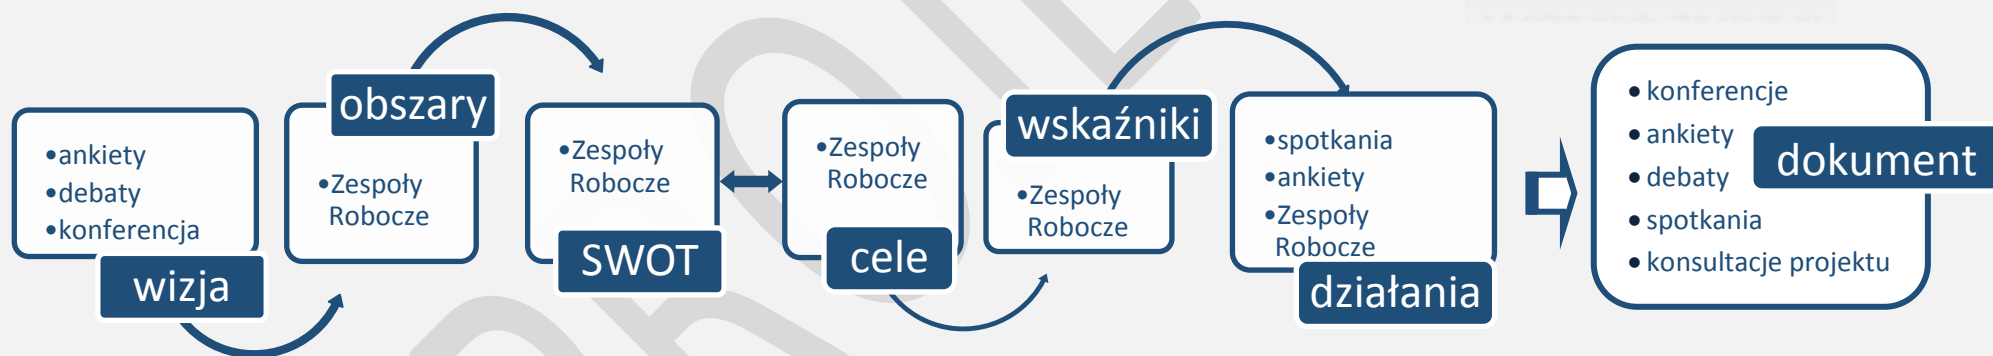 •ankiety
•debaty
•konferencja
wizja
obszary
•Zespoły
Robocze
•Zespoły
Robocze
SWOT
•Zespoły
Robocze
cele
wskaźniki
•Zespoły
Robocze
•spotkania
•ankiety
•Zespoły
Robocze
działania
•konferencje
•ankiety
•debaty
•spotkania
•konsultacje projektu
dokument